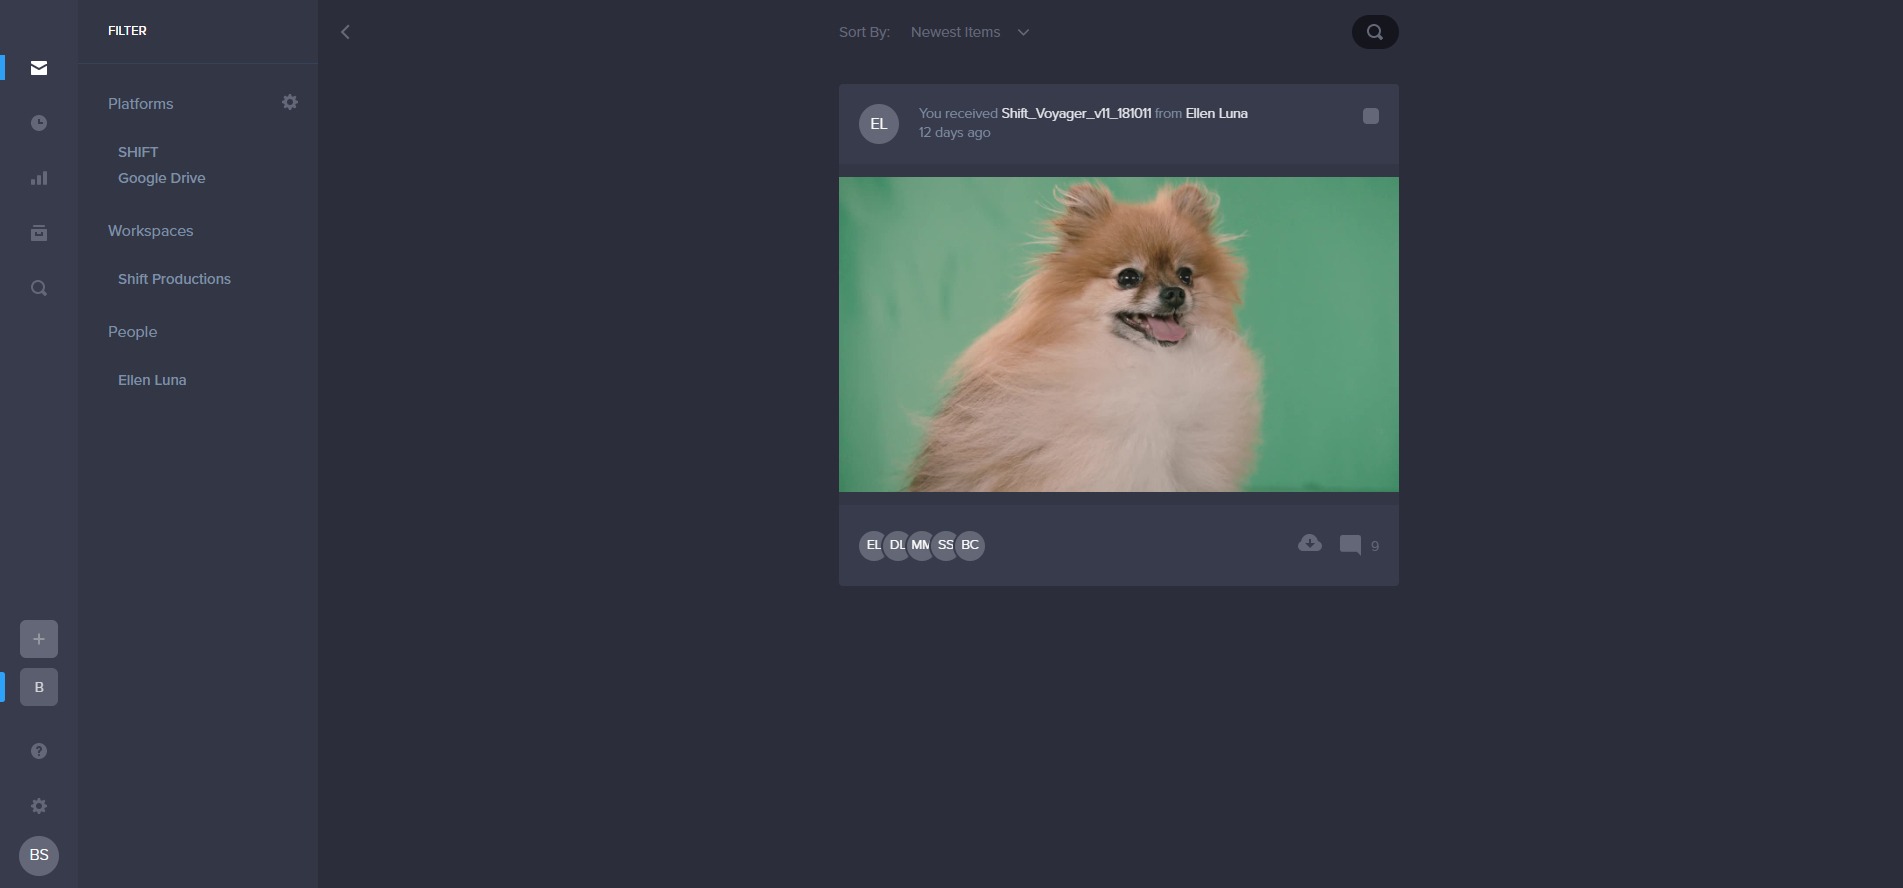 FILTER
Platforms
SHIFT
Google Drive
Workspaces
Shift Productions
People
Ellen Luna
+
B
?
BS
Sort By: Newest Items
EL
You received Shift_Voyager_v11_181011 from Ellen Luna
12 days ago
EL DL MM SS BC
9